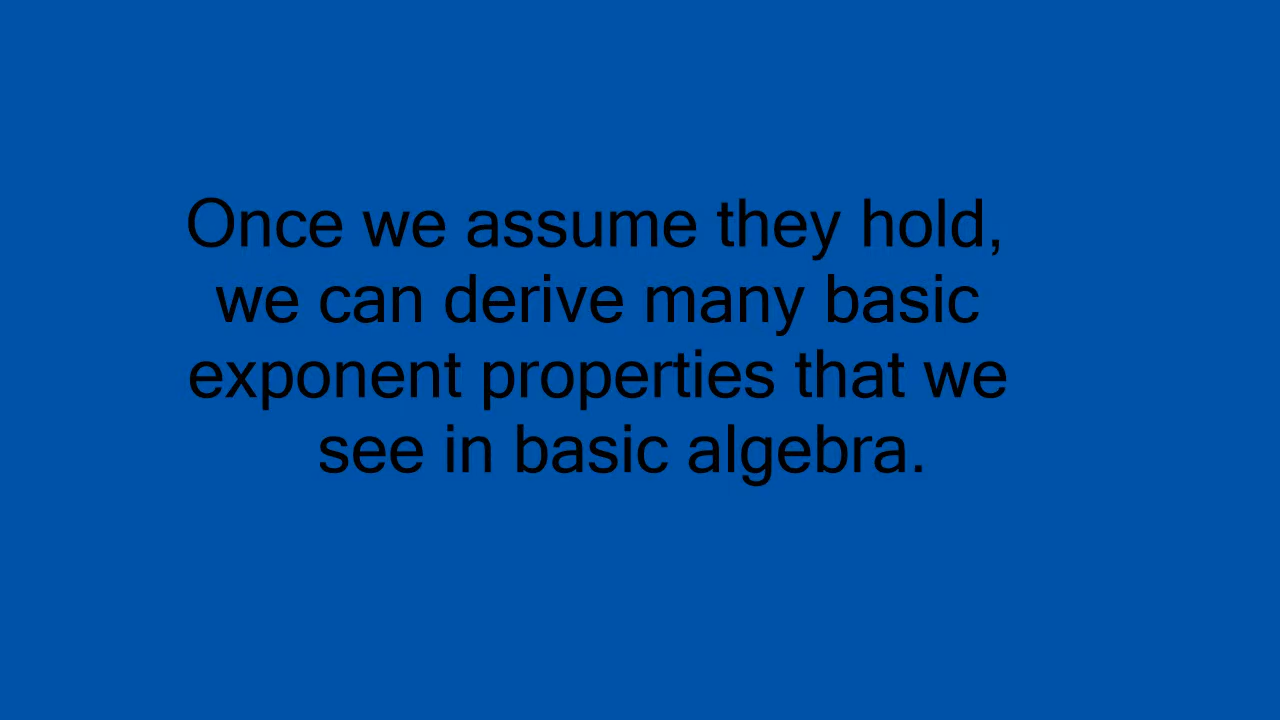 Once we assume they hold,
we can derive many basic
exponent properties that we
see in basic algebra.